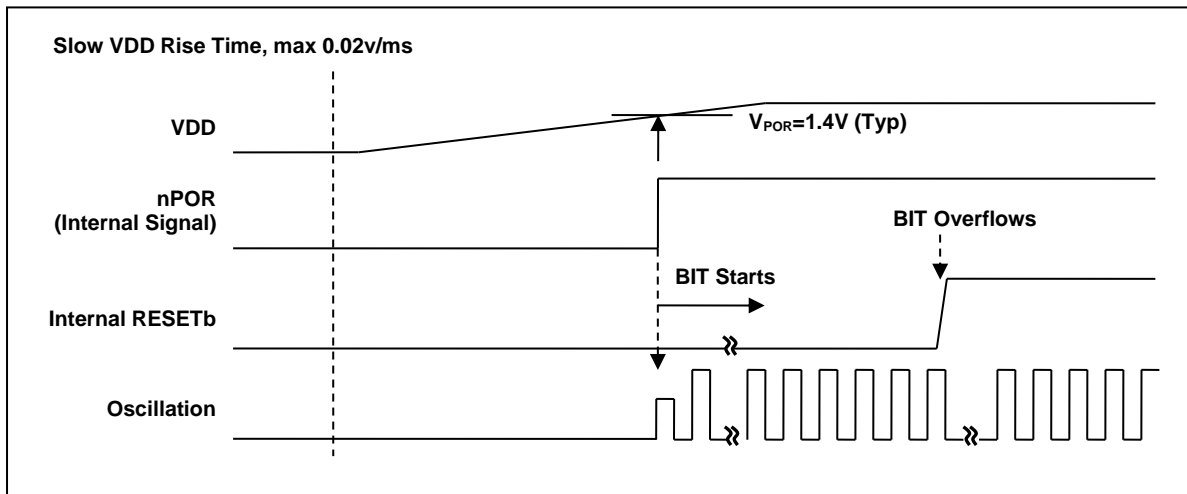 Slow VDD Rise Time, max 0.02v/ms
VDD
VPOR=1.4V (Typ)
nPOR
(Internal Signal)
BIT Overflows
BIT Starts
Internal RESETb
Oscillation